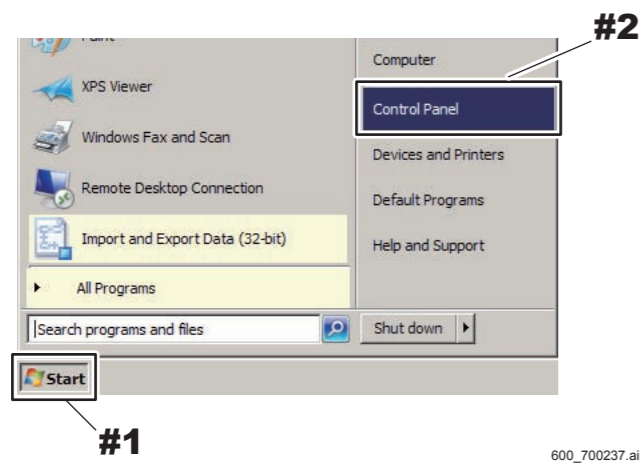 #2
Paint
Computer
XPS Viewer
Control Panel
Windows Fax and Scan
Devices and Printers
Remote Desktop Connection
Default Programs
Import and Export Data (32-bit)
Help and Support
All Programs
Search programs and files
Shut down
Start
#1
600_700237.ai